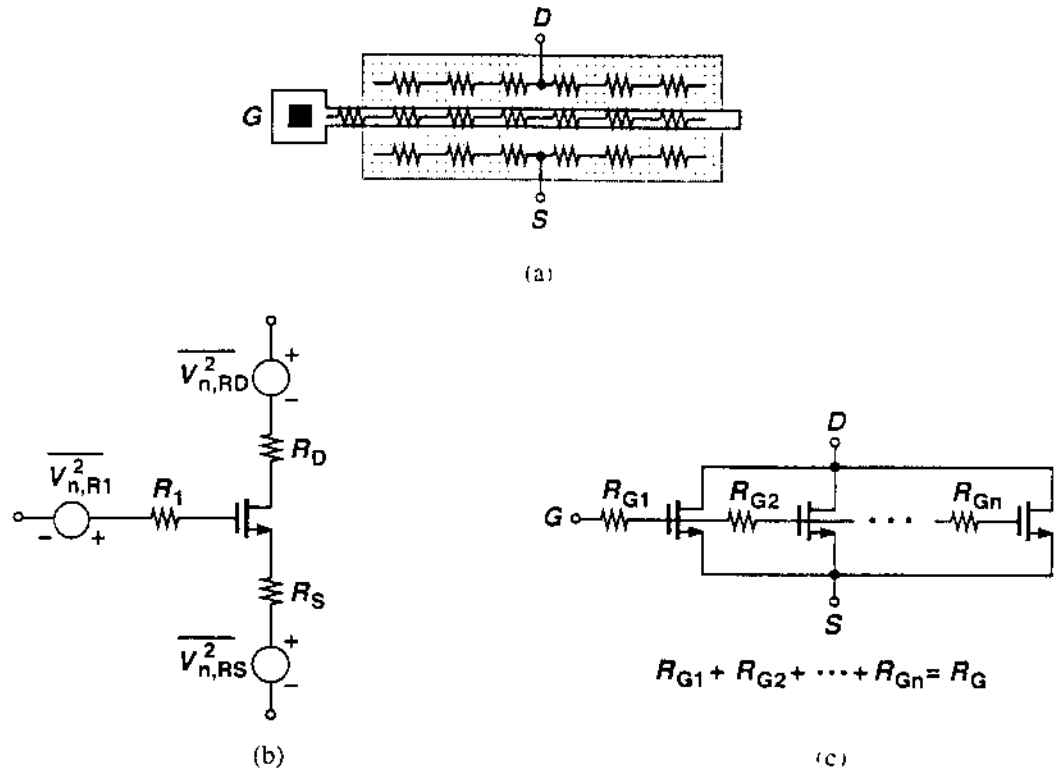 D
G
S
(a)
V²n,RD
+
-
RD
V²n,R1
R1
- +
RS
V²n,RS
+
-
(b)
D
G RG1 RG2 • • • RGn
S
RG1 + RG2 + • • • + RGn = RG
(c)